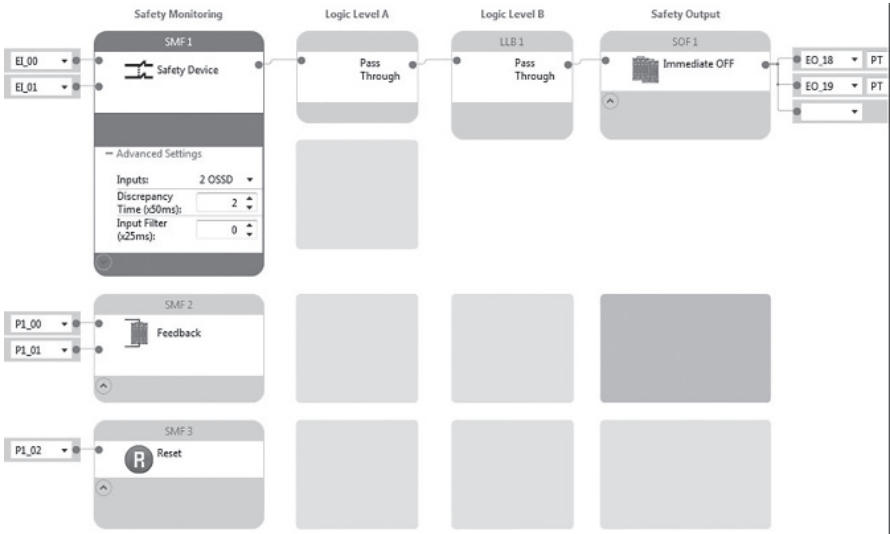 Safety Monitoring Logic Level A Logic Level B Safety Output
SMF 1 LLB 1 SOF 1
EI_00 Safety Device Pass Through Pass Through Immediate OFF EO_18 PT
EI_01 EO_19 PT
Advanced Settings
Inputs: 2 OSSD
Discrepancy
Time (x50ms): 2
Input Filter
(x25ms): 0
SMF 2
P1_00 Feedback
P1_01
SMF 3
P1_02 R Reset